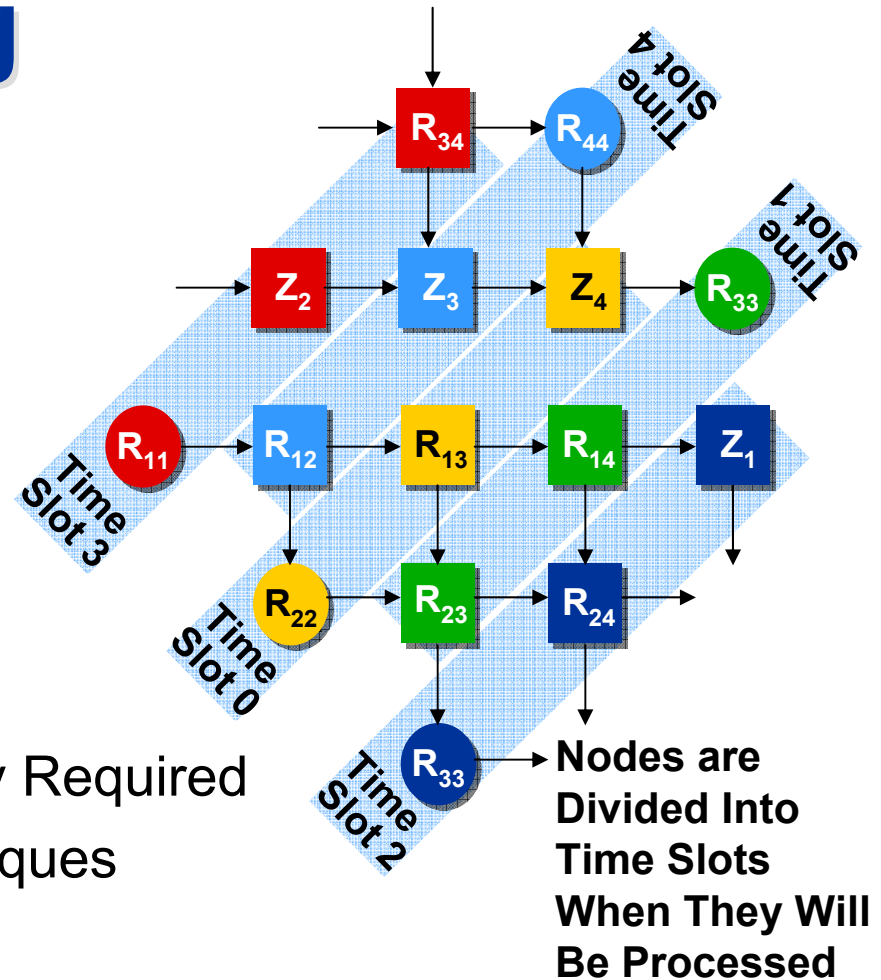 Time
Slot 4
R34 R44
Time
Slot 1
Z2 Z3 Z4 R33
R11 R12 R13 R14 Z1
Time
Slot 3
R22 R23 R24
Time
Slot 0
R33
Time
Slot 2
Required
Nodes are
Divided Into
Time Slots
When They Will
Be Processed